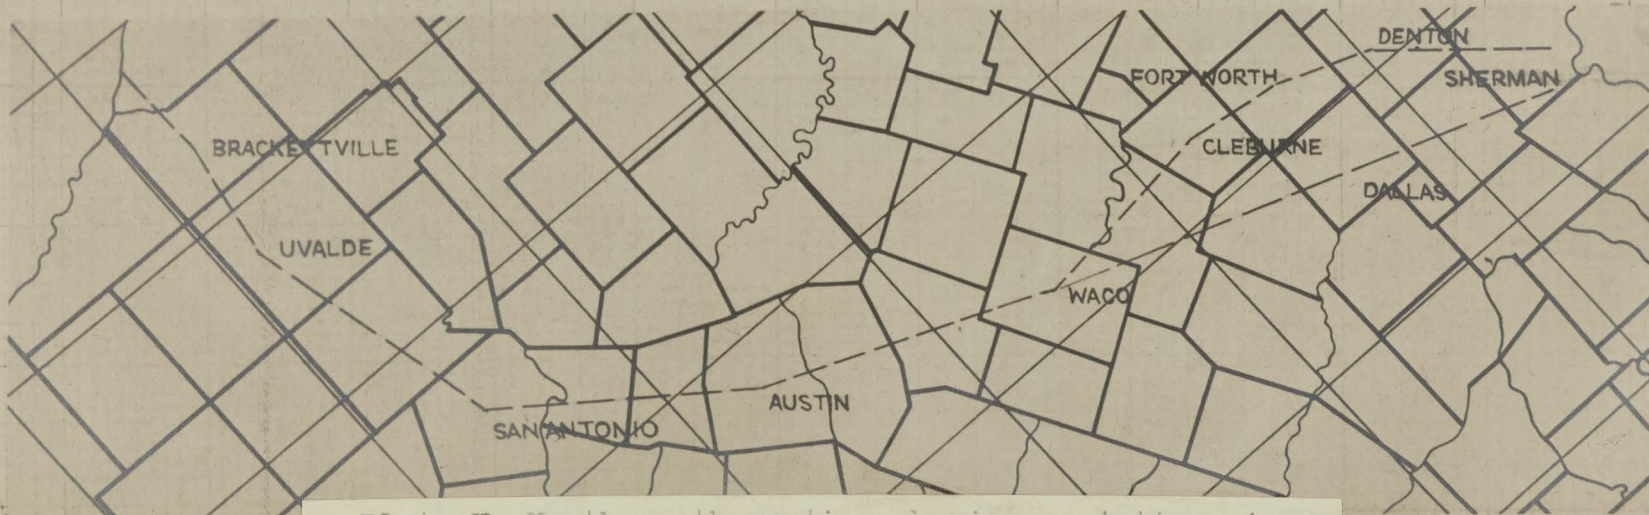 DENTON
FORT WORTH
SHERMAN
BRACKETTVILLE
CLEBURNE
DALLAS
UVALDE
WACO
AUSTIN
SAN ANTONIO